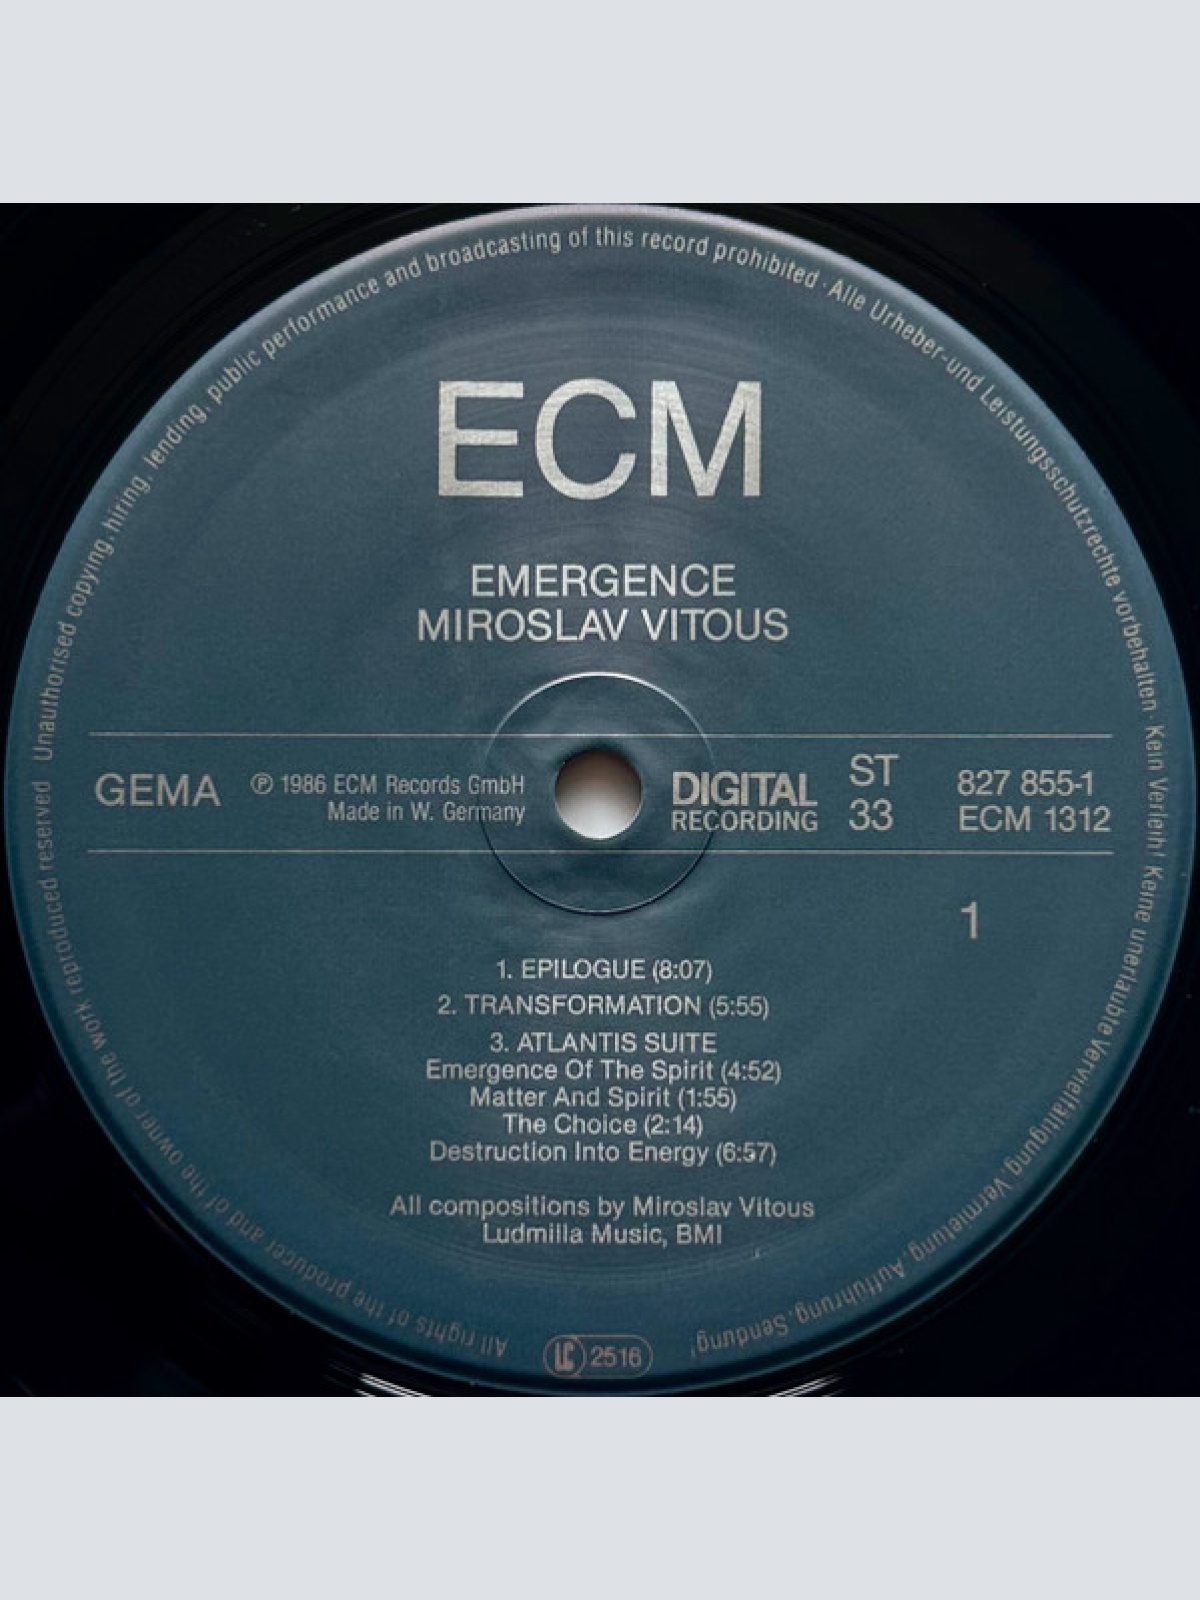 All rights of the producer and of the owner of the work reproduced reserved Unauthorised copying, hiring, lending, public performance and broadcasting of this record prohibited · Alle Urheber- und Leistungsschutzrechte vorbehalten · Kein Verleih! Keine unerlaubte Vervielfältigung, Vermietung, Aufführung, Sendung!
ECM
EMERGENCE
MIROSLAV VITOUS
GEMA
℗ 1986 ECM Records GmbH
Made in W. Germany
DIGITAL
RECORDING
ST
33
827 855-1
ECM 1312
1
1. EPILOGUE (8:07)
2. TRANSFORMATION (5:55)
3. ATLANTIS SUITE
Emergence Of The Spirit (4:52)
Matter And Spirit (1:55)
The Choice (2:14)
Destruction Into Energy (6:57)
All compositions by Miroslav Vitous
Ludmilla Music, BMI
LC 2516